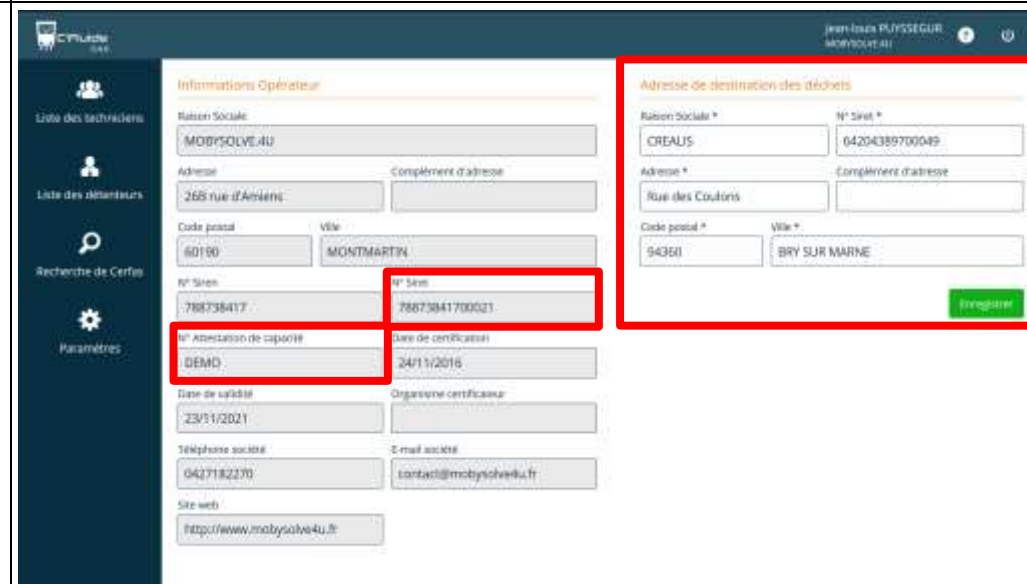 C'Fluide
jean-louis PUYSSEGUR
MOBYSOLVE 4U
?
Liste des techniciens
Liste des détenteurs
Recherche de Cerfas
Paramètres
Informations Opérateur
Raison Sociale
MOBYSOLVE.4U
Adresse
Complément d'adresse
26B rue d'Amiens
Code postal
Ville
60190
MONTMARTIN
N° Siren
N° Siret
788738417
78873841700021
N° Attestation de capacité
Date de certification
DEMO
24/11/2016
Date de validité
Organisme certificateur
23/11/2021
Téléphone société
E-mail société
0427182270
contact@mobysolve4u.fr
Site web
http://www.mobysolve4u.fr
Adresse de destination des déchets
Raison Sociale *
N° Siret *
CREALIS
64204389700049
Adresse *
Complément d'adresse
Rue des Coulons
Code postal *
Ville *
94360
BRY SUR MARNE
Enregistrer